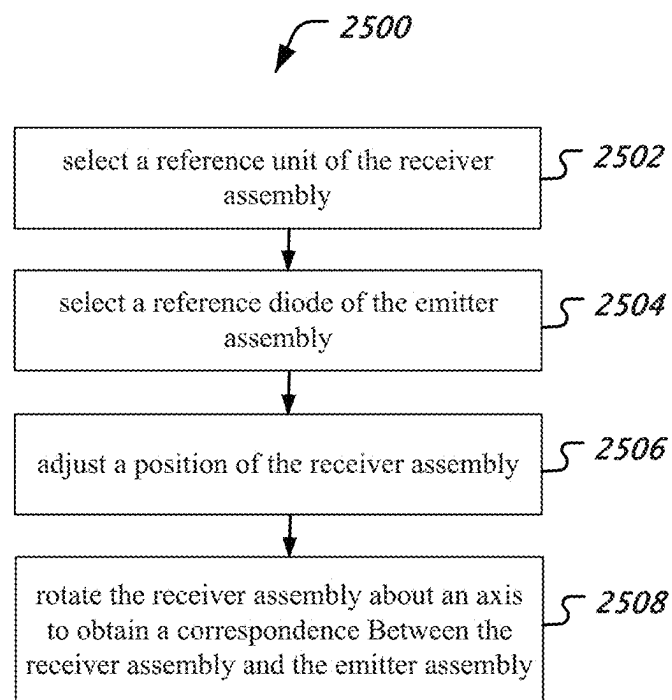 2500
select a reference unit of the receiver
assembly
2502
select a reference diode of the emitter
assembly
2504
adjust a position of the receiver assembly
2506
rotate the receiver assembly about an axis
to obtain a correspondence Between the
receiver assembly and the emitter assembly
2508